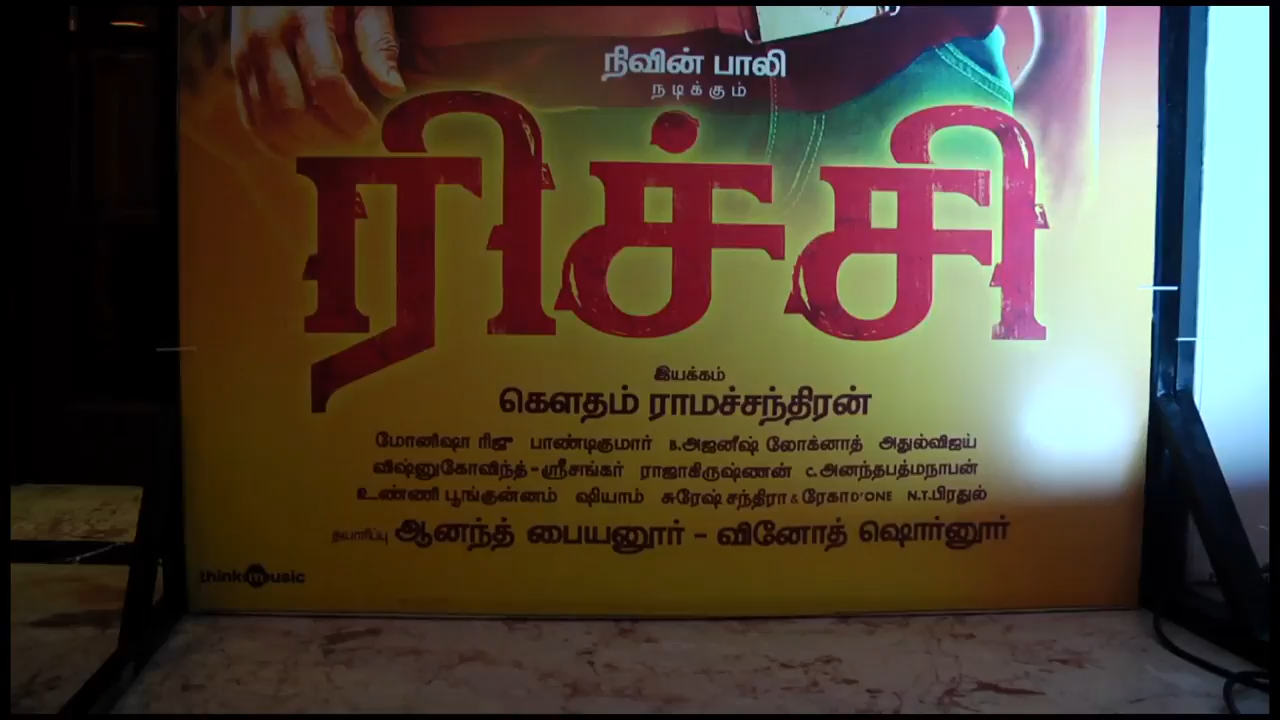 நிவின் பாலி
நடிக்கும்
ரிச்சி
இயக்கம்
கௌதம் ராமச்சந்திரன்
மோனிஷா ரிஜு பாண்டிகுமார் B.அஜனீஷ் லோக்நாத் அதுல்விஜய்
விஷ்னுகோவிந்த்-ஸ்ரீசங்கர் ராஜாகிருஷ்ணன் C.அனந்தபத்மநாபன்
உண்ணி பூங்குன்னம் ஷியாம் சுரேஷ் சந்திரா & ரேகா D'ONE N.T.பிரதுல்
தயாரிப்பு ஆனந்த் பையனூர் - வினோத் ஷொர்னூர்
think music